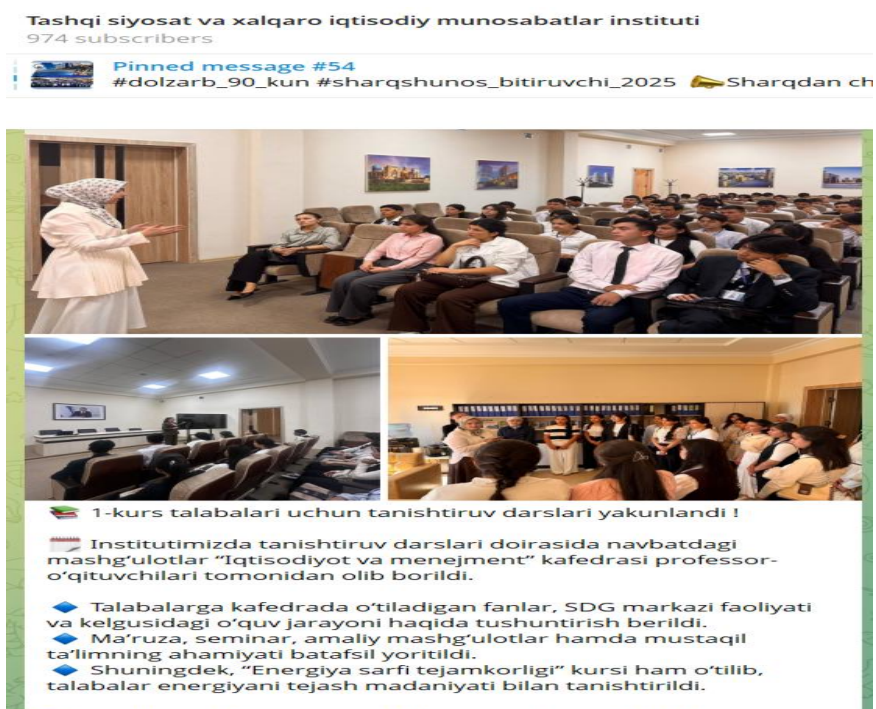 Tashqi siyosat va xalqaro iqtisodiy munosabatlar instituti
974 subscribers
Pinned message #54
#dolzarb_90_kun #sharqshunos_bitiruvchi_2025 📣Sharqdan ch
📚 1-kurs talabalari uchun tanishtiruv darslari yakunlandi !
🗓 Institutimizda tanishtiruv darslari doirasida navbatdagi
mashg‘ulotlar “Iqtisodiyot va menejment” kafedrasi professor-
o‘qituvchilari tomonidan olib borildi.
🔹 Talabalarga kafedrada o‘tiladigan fanlar, SDG markazi faoliyati
va kelgusidagi o‘quv jarayoni haqida tushuntirish berildi.
🔹 Ma’ruza, seminar, amaliy mashg‘ulotlar hamda mustaqil
ta’limning ahamiyati batafsil yoritildi.
🔹 Shuningdek, “Energiya sarfi tejamkorligi” kursi ham o‘tilib,
talabalar energiyani tejash madaniyati bilan tanishtirildi.